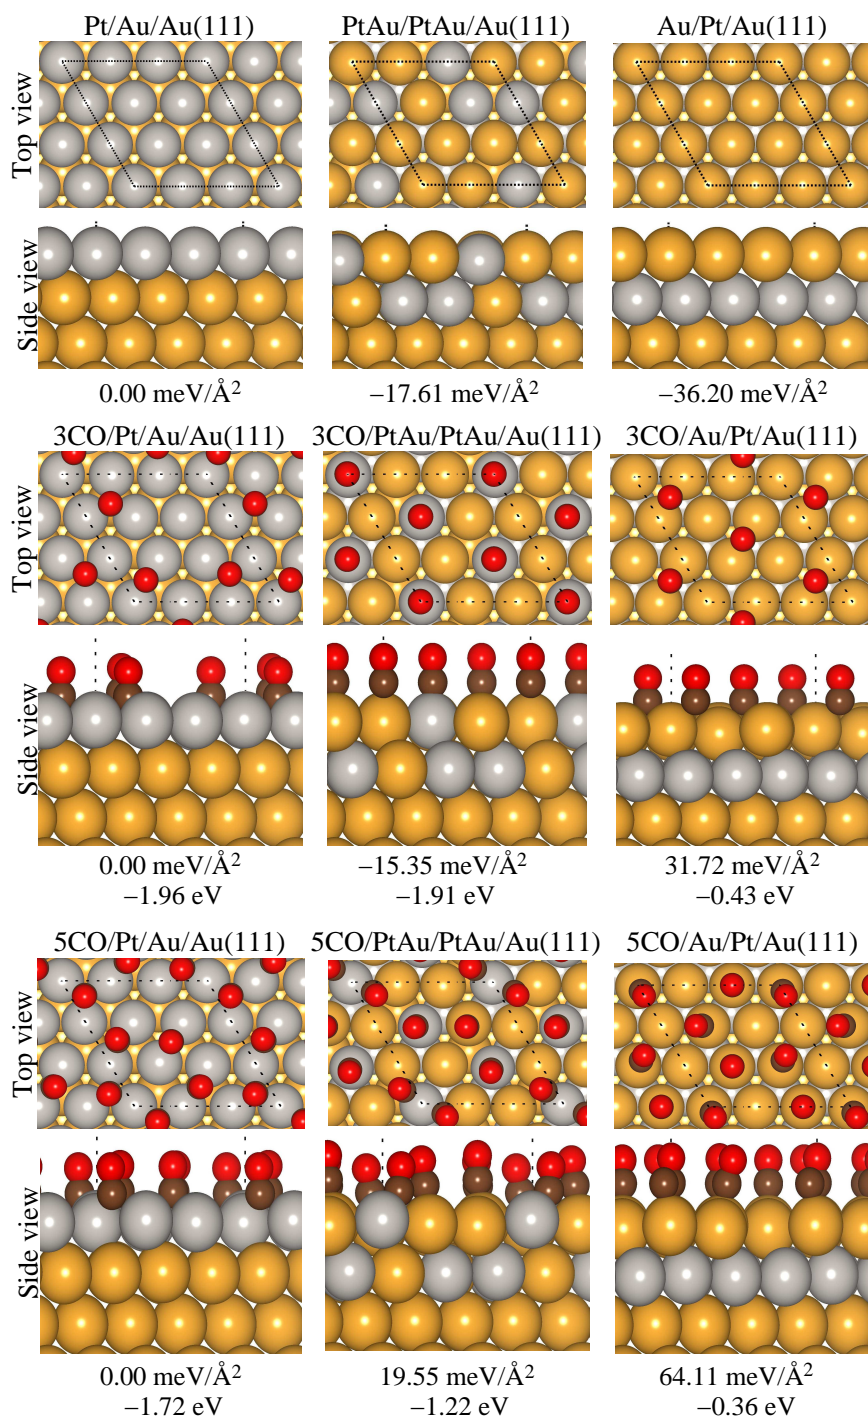 Pt/Au/Au(111) PtAu/PtAu/Au(111) Au/Pt/Au(111)
Top view
Side view
0.00 meV/Å² −17.61 meV/Å² −36.20 meV/Å²
3CO/Pt/Au/Au(111) 3CO/PtAu/PtAu/Au(111) 3CO/Au/Pt/Au(111)
Top view
Side view
0.00 meV/Å² −15.35 meV/Å² 31.72 meV/Å²
−1.96 eV −1.91 eV −0.43 eV
5CO/Pt/Au/Au(111) 5CO/PtAu/PtAu/Au(111) 5CO/Au/Pt/Au(111)
Top view
Side view
0.00 meV/Å² 19.55 meV/Å² 64.11 meV/Å²
−1.72 eV −1.22 eV −0.36 eV